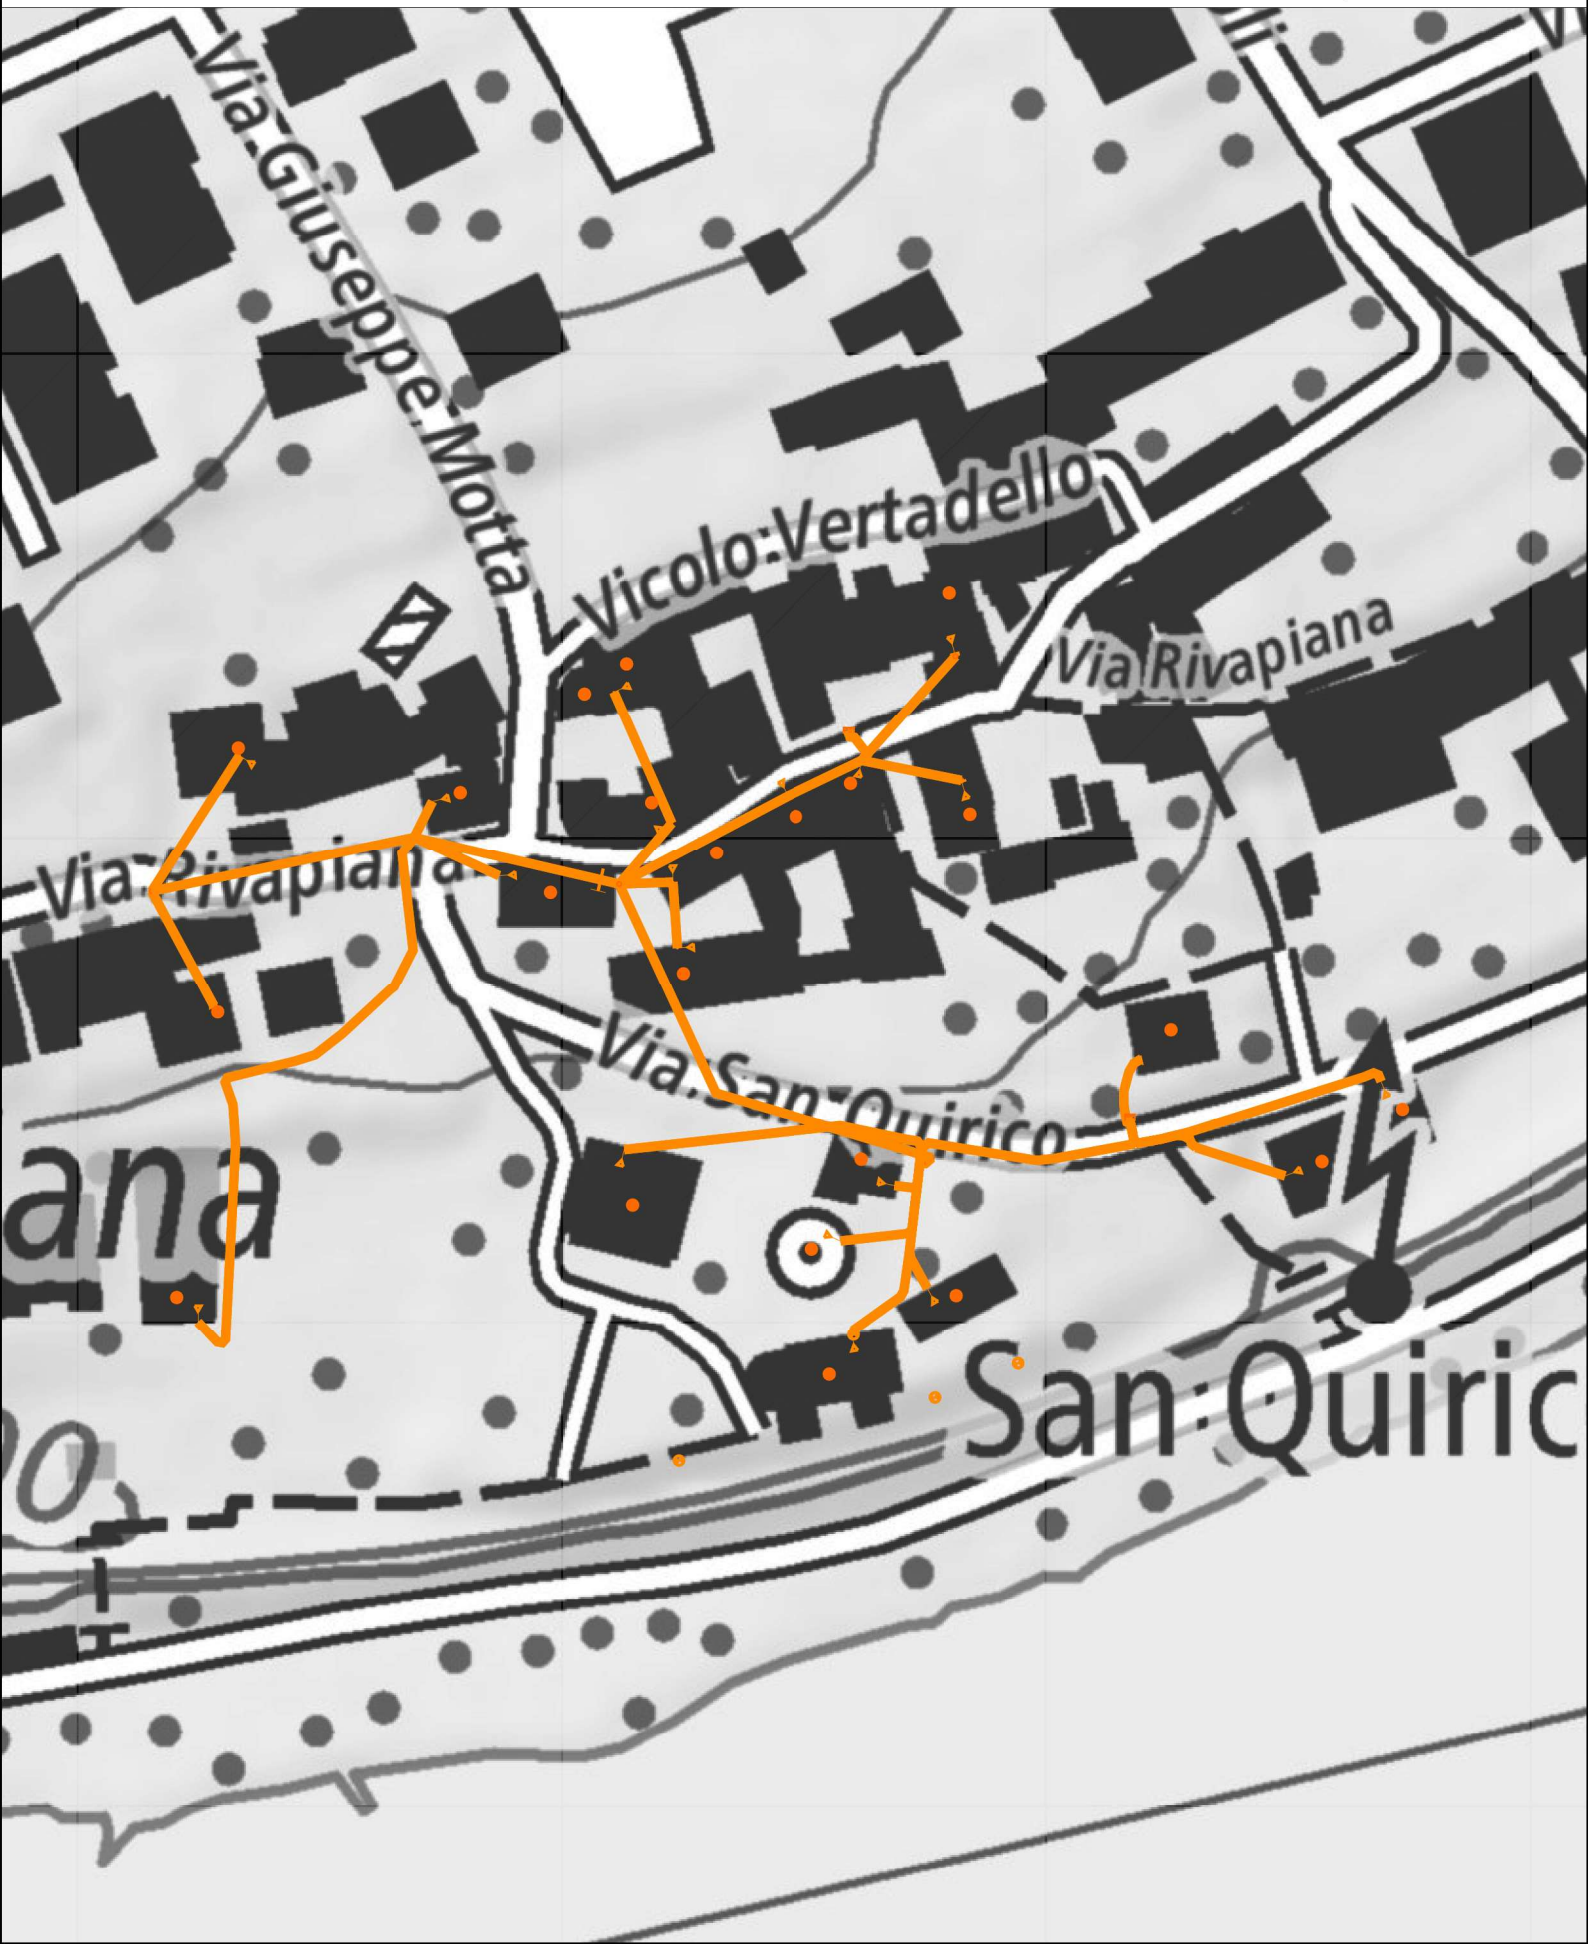 Via Giuseppe Motta
Vicolo Vertadello
Via Rivapiana
Via Rivapiana
Via San Quirico
ana
San Quiric